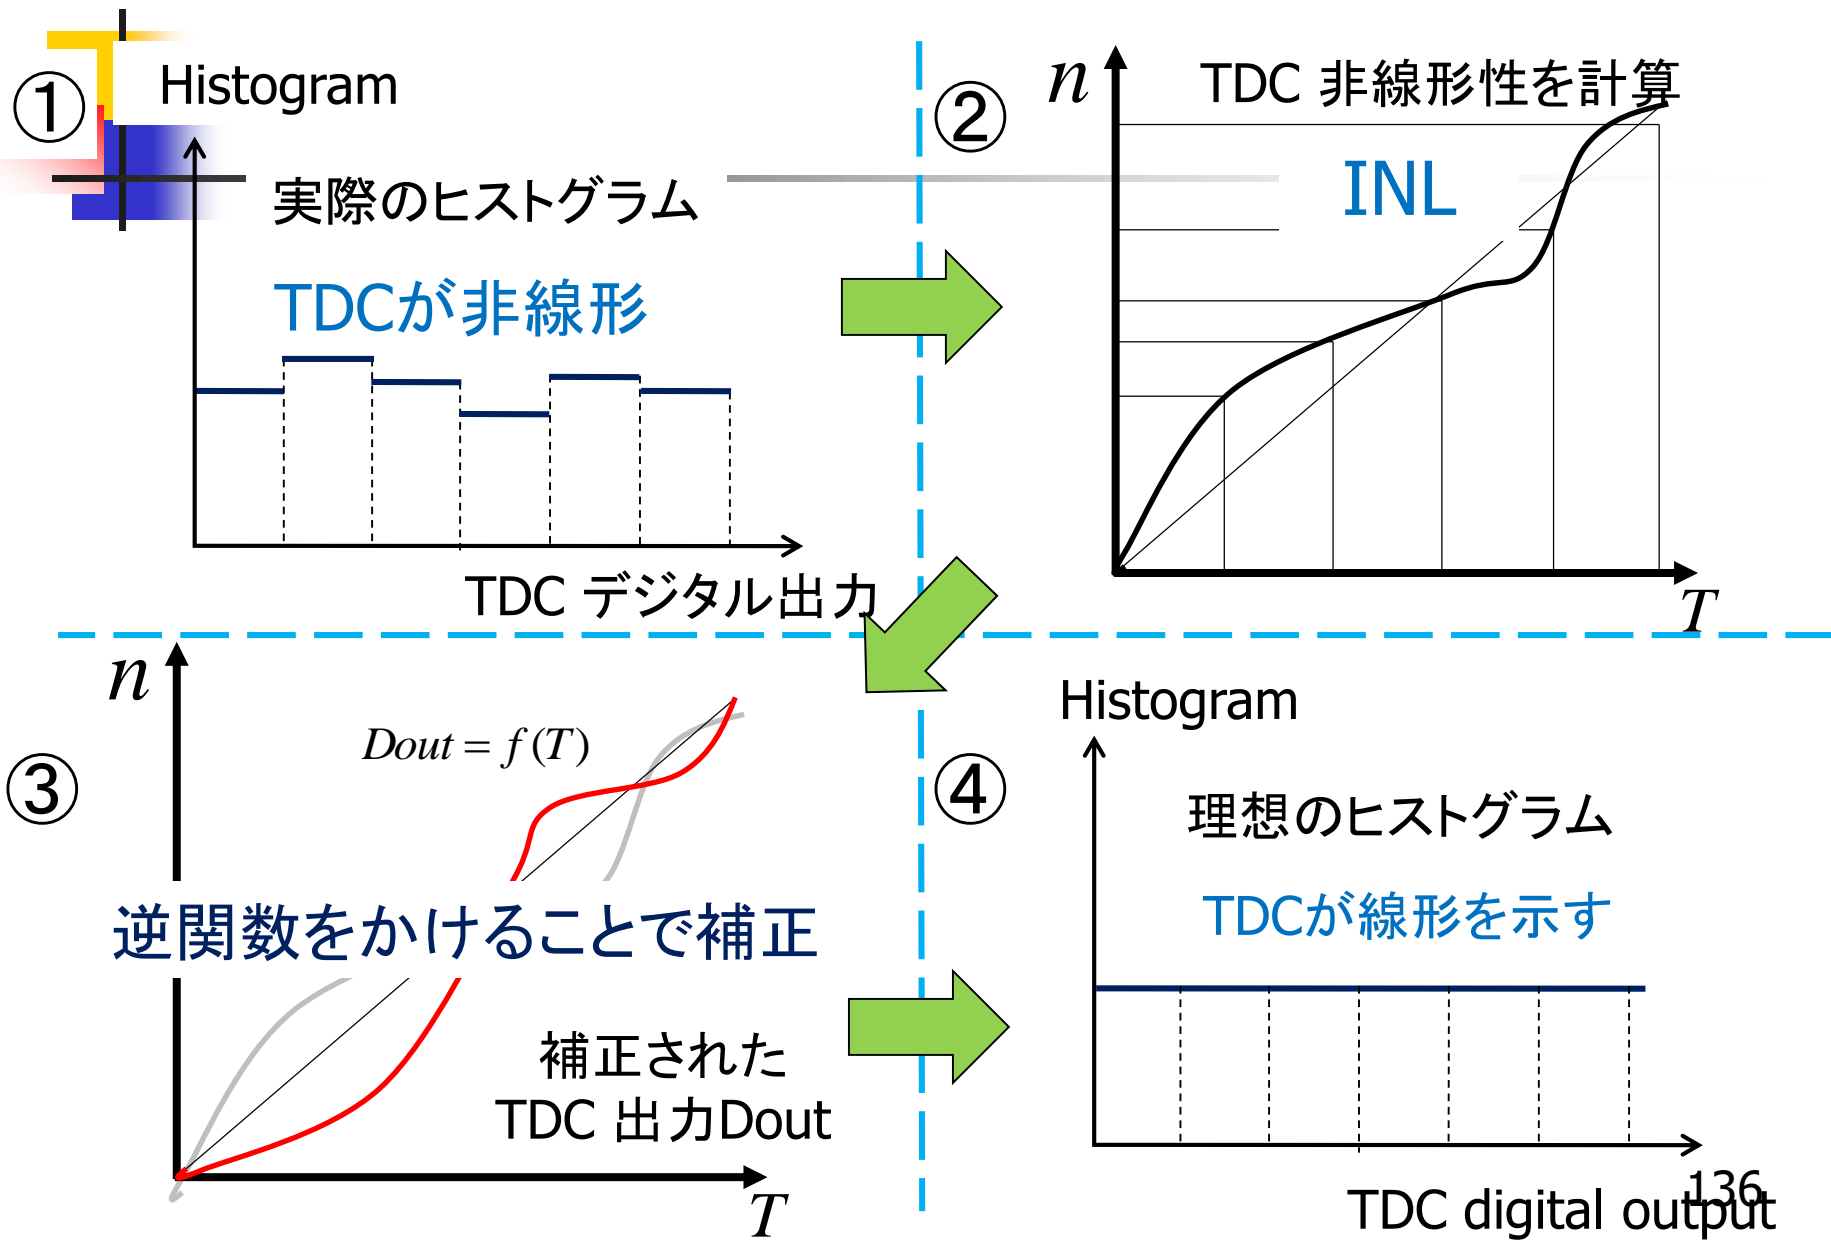 ①
Histogram
実際のヒストグラム
TDCが非線形
TDC デジタル出力
②
n
TDC 非線形性を計算
INL
T
③
n
Dout = f (T)
逆関数をかけることで補正
補正された
TDC 出力Dout
T
④
Histogram
理想のヒストグラム
TDCが線形を示す
TDC digital output
136